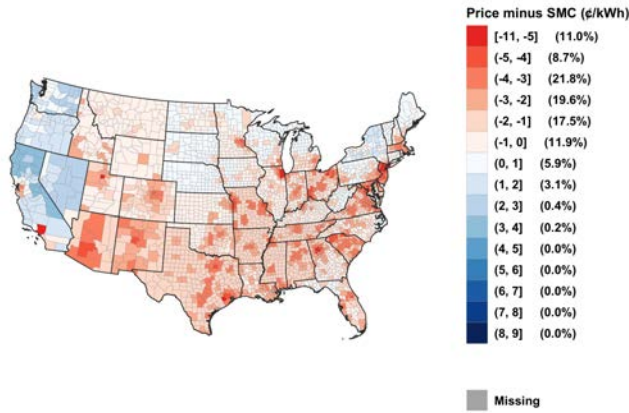 Price minus SMC (¢/kWh)
[-11, -5] (11.0%)
(-5, -4] (8.7%)
(-4, -3] (21.8%)
(-3, -2] (19.6%)
(-2, -1] (17.5%)
(-1, 0] (11.9%)
(0, 1] (5.9%)
(1, 2] (3.1%)
(2, 3] (0.4%)
(3, 4] (0.2%)
(4, 5] (0.0%)
(5, 6] (0.0%)
(6, 7] (0.0%)
(7, 8] (0.0%)
(8, 9] (0.0%)
Missing